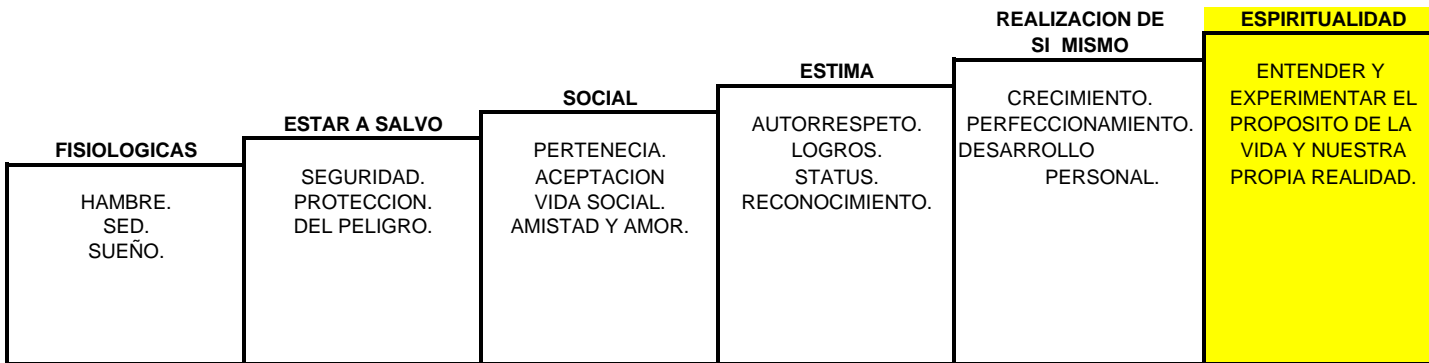 FISIOLOGICAS
HAMBRE.
SED.
SUEÑO.
ESTAR A SALVO
SEGURIDAD.
PROTECCION.
DEL PELIGRO.
SOCIAL
PERTENECIA.
ACEPTACION
VIDA SOCIAL.
AMISTAD Y AMOR.
ESTIMA
AUTORRESPETO.
LOGROS.
STATUS.
RECONOCIMIENTO.
REALIZACION DE
SI MISMO
CRECIMIENTO.
PERFECCIONAMIENTO.
DESARROLLO
PERSONAL.
ESPIRITUALIDAD
ENTENDER Y
EXPERIMENTAR EL
PROPOSITO DE LA
VIDA Y NUESTRA
PROPIA REALIDAD.